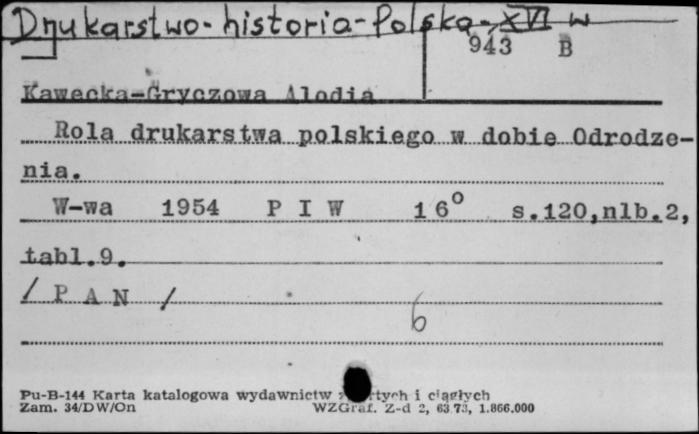 Drukarstwo-historia-Polska-XVI w
943 B
Kawecka-Gryczowa Alodia
Rola drukarstwa polskiego w dobie Odrodze-
nia.
W-wa 1954 P I W 16° s.120,nlb.2,
tabl.9.
/ P A N /
6
Pu-B-144 Karta katalogowa wydawnictw i ciągłych
Zam. 34/DW/On WZGraf. Z-d 2, 63 73, 1.866.000